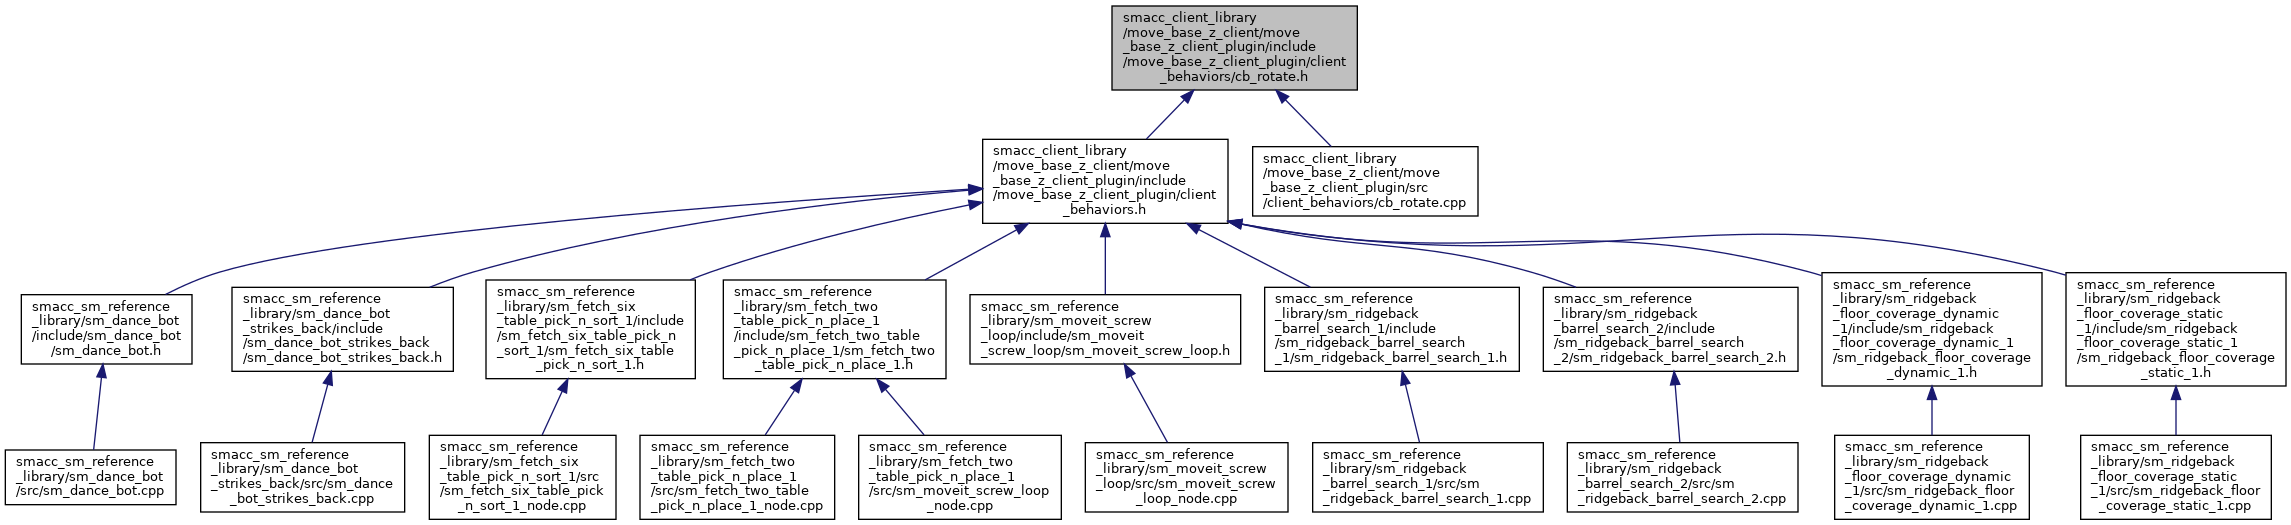 smacc_client_library
/move_base_z_client/move
_base_z_client_plugin/include
/move_base_z_client_plugin/client
_behaviors/cb_rotate.h
smacc_client_library
/move_base_z_client/move
_base_z_client_plugin/include
/move_base_z_client_plugin/client
_behaviors.h
smacc_client_library
/move_base_z_client/move
_base_z_client_plugin/src
/client_behaviors/cb_rotate.cpp
smacc_sm_reference
_library/sm_dance_bot
/include/sm_dance_bot
/sm_dance_bot.h
smacc_sm_reference
_library/sm_dance_bot
_strikes_back/include
/sm_dance_bot_strikes_back
/sm_dance_bot_strikes_back.h
smacc_sm_reference
_library/sm_fetch_six
_table_pick_n_sort_1/include
/sm_fetch_six_table_pick_n
_sort_1/sm_fetch_six_table
_pick_n_sort_1.h
smacc_sm_reference
_library/sm_fetch_two
_table_pick_n_place_1
/include/sm_fetch_two_table
_pick_n_place_1/sm_fetch_two
_table_pick_n_place_1.h
smacc_sm_reference
_library/sm_moveit_screw
_loop/include/sm_moveit
_screw_loop/sm_moveit_screw_loop.h
smacc_sm_reference
_library/sm_ridgeback
_barrel_search_1/include
/sm_ridgeback_barrel_search
_1/sm_ridgeback_barrel_search_1.h
smacc_sm_reference
_library/sm_ridgeback
_barrel_search_2/include
/sm_ridgeback_barrel_search
_2/sm_ridgeback_barrel_search_2.h
smacc_sm_reference
_library/sm_ridgeback
_floor_coverage_dynamic
_1/include/sm_ridgeback
_floor_coverage_dynamic_1
/sm_ridgeback_floor_coverage
_dynamic_1.h
smacc_sm_reference
_library/sm_ridgeback
_floor_coverage_static
_1/include/sm_ridgeback
_floor_coverage_static_1
/sm_ridgeback_floor_coverage
_static_1.h
smacc_sm_reference
_library/sm_dance_bot
/src/sm_dance_bot.cpp
smacc_sm_reference
_library/sm_dance_bot
_strikes_back/src/sm_dance
_bot_strikes_back.cpp
smacc_sm_reference
_library/sm_fetch_six
_table_pick_n_sort_1/src
/sm_fetch_six_table_pick
_n_sort_1_node.cpp
smacc_sm_reference
_library/sm_fetch_two
_table_pick_n_place_1
/src/sm_fetch_two_table
_pick_n_place_1_node.cpp
smacc_sm_reference
_library/sm_fetch_two
_table_pick_n_place_1
/src/sm_moveit_screw_loop
_node.cpp
smacc_sm_reference
_library/sm_moveit_screw
_loop/src/sm_moveit_screw
_loop_node.cpp
smacc_sm_reference
_library/sm_ridgeback
_barrel_search_1/src/sm
_ridgeback_barrel_search_1.cpp
smacc_sm_reference
_library/sm_ridgeback
_barrel_search_2/src/sm
_ridgeback_barrel_search_2.cpp
smacc_sm_reference
_library/sm_ridgeback
_floor_coverage_dynamic
_1/src/sm_ridgeback_floor
_coverage_dynamic_1.cpp
smacc_sm_reference
_library/sm_ridgeback
_floor_coverage_static
_1/src/sm_ridgeback_floor
_coverage_static_1.cpp